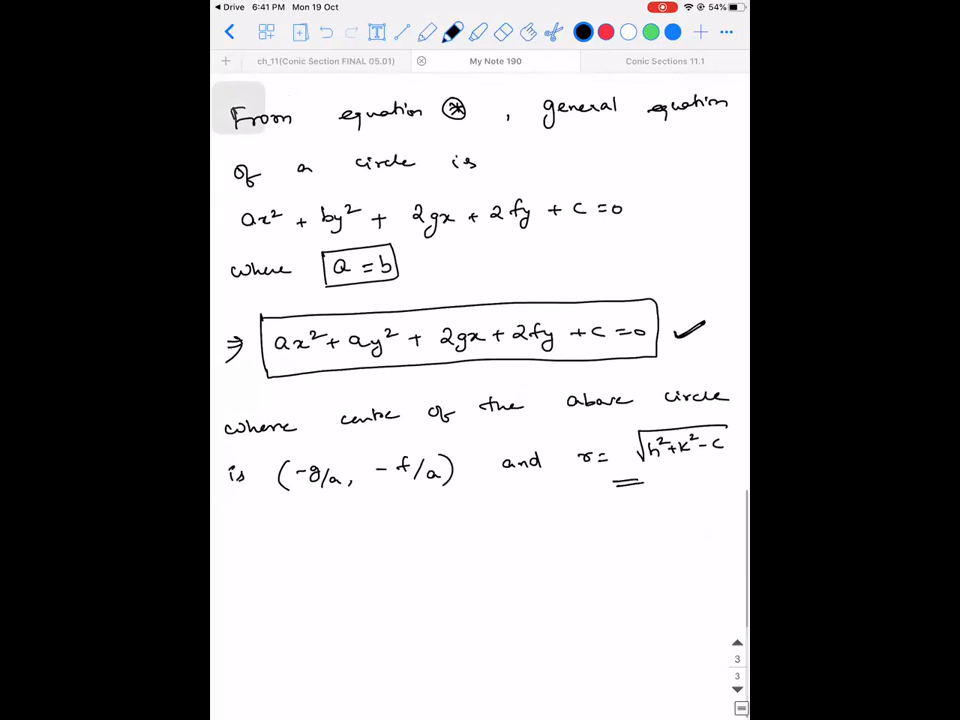 Drive 6:41 PM Mon 19 Oct 54%
ch_11(Conic Section FINAL 05.01) My Note 190 Conic Sections 11.1
From equation ⊛, general equation
of a circle is
ax² + by² + 2gx + 2fy + c = 0
where a = b
⇒ ax² + ay² + 2gx + 2fy + c = 0 ✓
where centre of the above circle
is (-g/a, -f/a) and r = √(h²+k²-c)
3
3